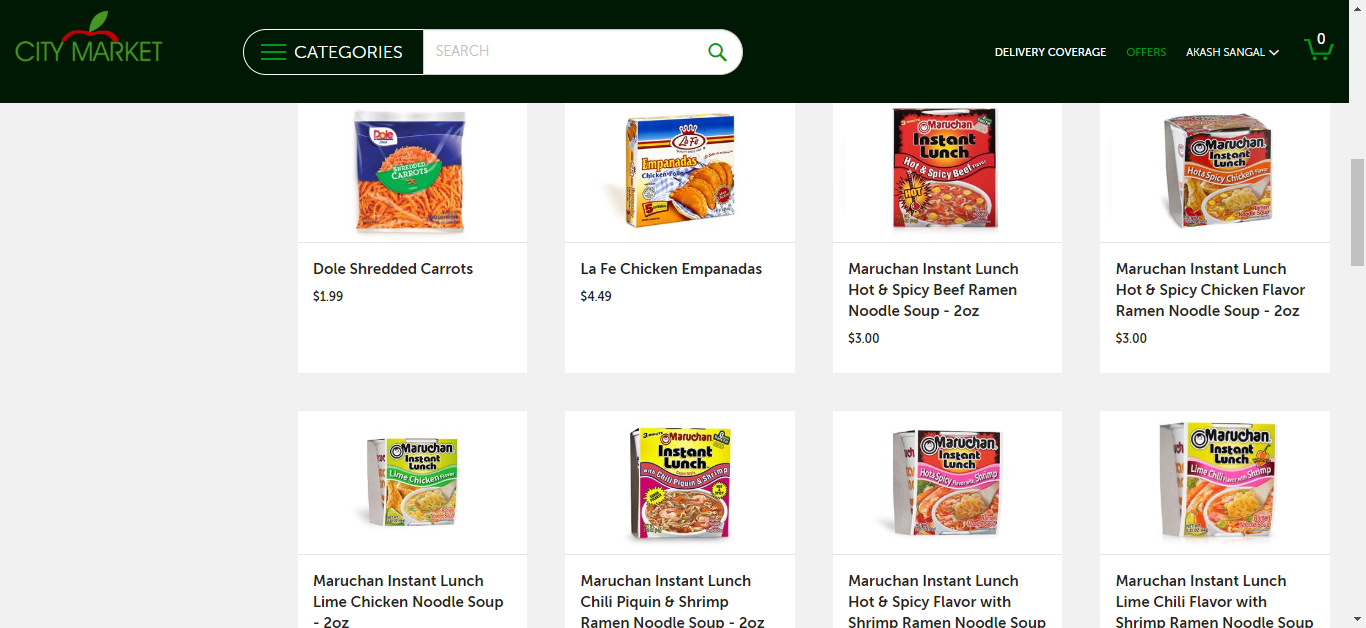 CITY MARKET
CATEGORIES
SEARCH
DELIVERY COVERAGE
OFFERS
AKASH SANGAL
0
Dole
SHREDDED
CARROTS
La Fe
Empanadas
Maruchan
Instant
Lunch
Hot & Spicy Beef Flavor
HOT
Maruchan
Instant
Lunch
Hot & Spicy Chicken Flavor
Ramen
Noodle Soup
Dole Shredded Carrots
$1.99
La Fe Chicken Empanadas
$4.49
Maruchan Instant Lunch
Hot & Spicy Beef Ramen
Noodle Soup - 2oz
$3.00
Maruchan Instant Lunch
Hot & Spicy Chicken Flavor
Ramen Noodle Soup - 2oz
$3.00
Maruchan
Instant
Lunch
Lime Chicken Flavor
Maruchan
Instant
Lunch
with Chili Piquin & Shrimp
Maruchan
Instant
Lunch
Hot & Spicy Flavor with Shrimp
Maruchan
Instant
Lunch
Lime Chili Flavor with Shrimp
Maruchan Instant Lunch
Lime Chicken Noodle Soup
- 2oz
Maruchan Instant Lunch
Chili Piquin & Shrimp
Ramen Noodle Soup - 2oz
Maruchan Instant Lunch
Hot & Spicy Flavor with
Shrimp Ramen Noodle Soup
Maruchan Instant Lunch
Lime Chili Flavor with
Shrimp Ramen Noodle Soup